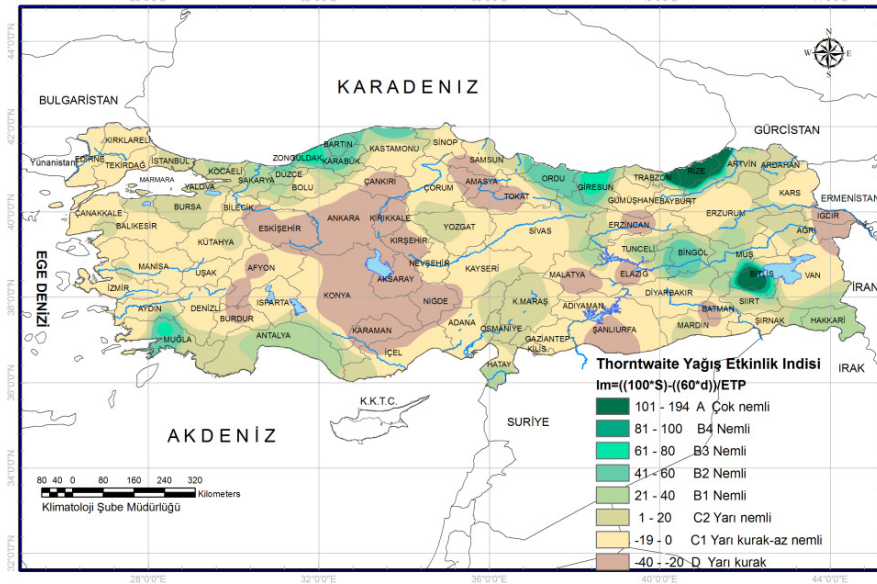 28°0'0"E 32°0'0"E 36°0'0"E 40°0'0"E 44°0'0"E
44°0'0"N
42°0'0"N
40°0'0"N
36°0'0"N
34°0'0"N
32°0'0"N
N
W E
S
KARADENIZ
BULGARİSTAN
GÜRCİSTAN
Yünanistan
ERMENİSTAN
İRAN
IRAK
SURİYE
K.K.T.C.
AKDENİZ
EGE DENİZİ
MARMARA
KIRKLARELİ
EDİRNE
TEKİRDAĞ
İSTANBUL
KOCAELİ
YALOVA
SAKARYA
DÜZCE
BOLU
ZONGULDAK
BARTIN
KARABÜK
KASTAMONU
SİNOP
SAMSUN
ORDU
GİRESUN
TRABZON
RİZE
ARTVİN
ARDAHAN
KARS
IĞDIR
AĞRI
ERZURUM
BAYBURT
GÜMÜŞHANE
ERZİNCAN
TUNCELİ
BİNGÖL
MUŞ
BİTLİS
VAN
HAKKARİ
ŞIRNAK
SİİRT
BATMAN
MARDİN
DİYARBAKIR
ELAZIĞ
MALATYA
ADIYAMAN
ŞANLIURFA
GAZIANTEP
KİLİS
HATAY
OSMANİYE
K.MARAŞ
ADANA
İÇEL
KARAMAN
NİĞDE
KAYSERİ
SİVAS
TOKAT
AMASYA
ÇORUM
YOZGAT
ÇANKIRI
KIRIKKALE
ANKARA
KIRŞEHİR
NEVŞEHİR
AKSARAY
KONYA
ESKİŞEHİR
BİLECİK
BURSA
BALIKESİR
ÇANAKKALE
KÜTAHYA
MANİSA
UŞAK
AFYON
İZMİR
AYDIN
DENİZLİ
ISPARTA
BURDUR
MUĞLA
ANTALYA
80 40 0 80 160 240 320
Kilometers
Klimatoloji Şube Müdürlüğü
Thorntwaite Yağış Etkinlik Indisi
Im=((100*S)-((60*d))/ETP
101 - 194 A Çok nemli
81 - 100 B4 Nemli
61 - 80 B3 Nemli
41 - 60 B2 Nemli
21 - 40 B1 Nemli
1 - 20 C2 Yarı nemli
-19 - 0 C1 Yarı kurak-az nemli
-40 - -20 D Yarı kurak